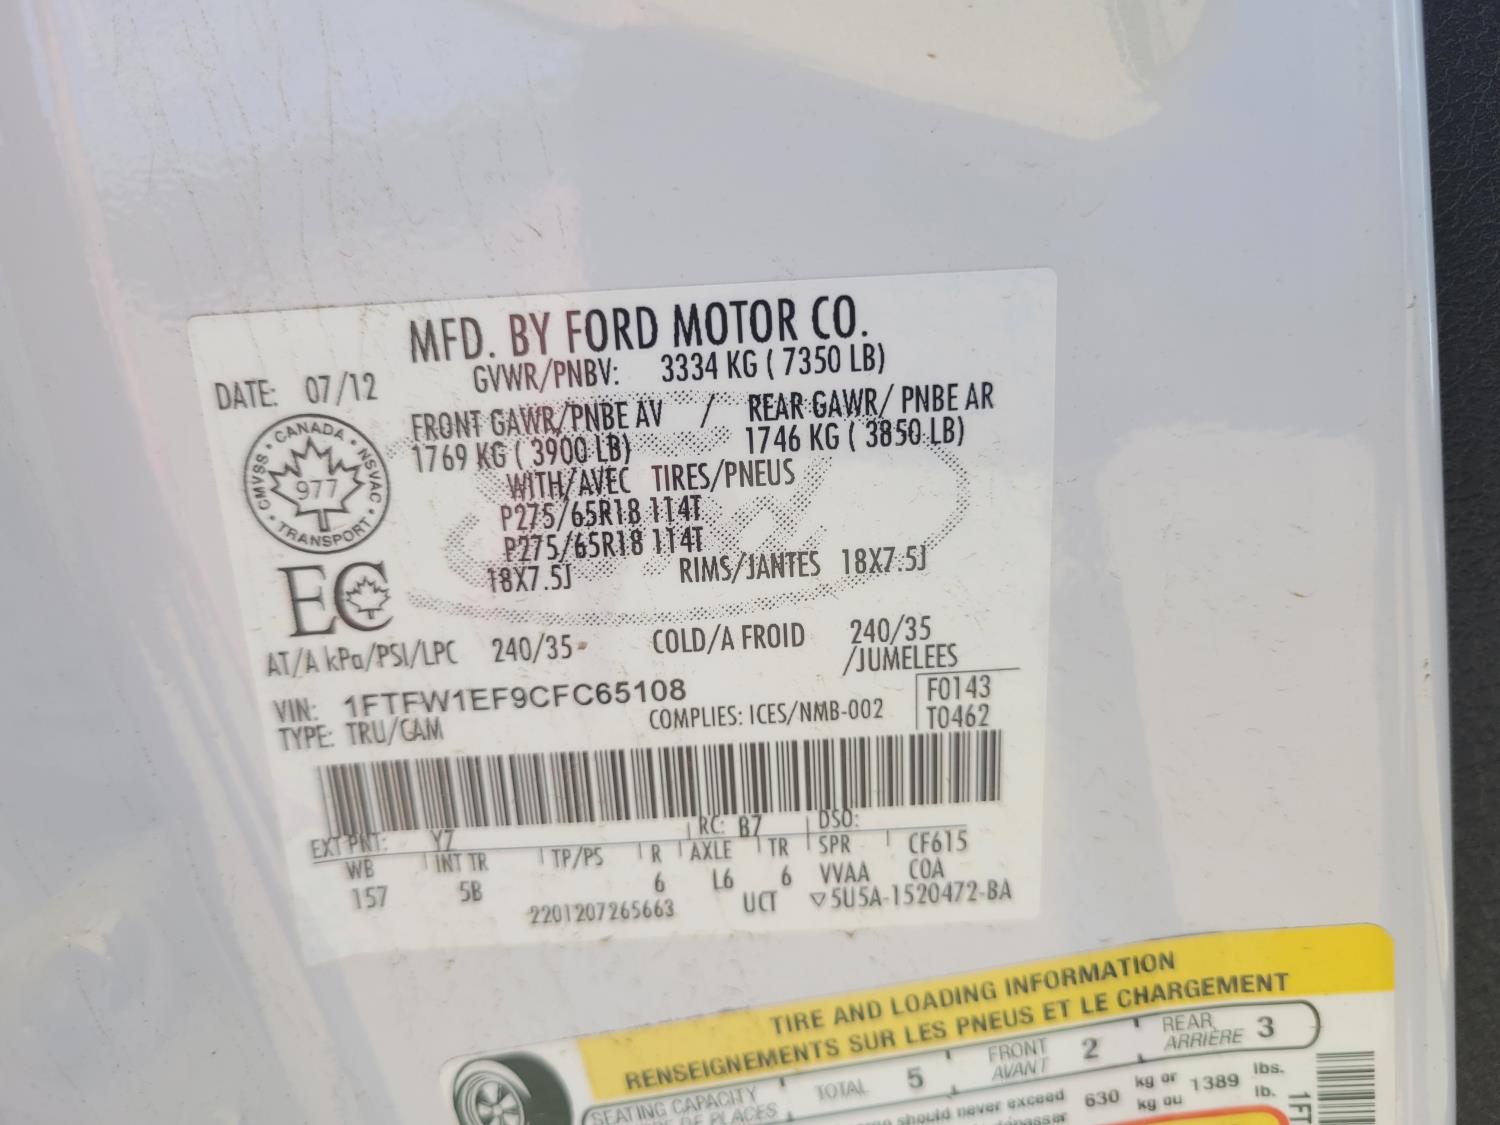 MFD. BY FORD MOTOR CO.
DATE: 07/12 GVWR/PNBV: 3334 KG ( 7350 LB)
FRONT GAWR/PNBE AV / REAR GAWR/ PNBE AR
1769 KG ( 3900 LB) 1746 KG ( 3850 LB)
WITH/AVEC TIRES/PNEUS
P275/65R18 114T
P275/65R18 114T
18X7.5J RIMS/JANTES 18X7.5J
CANADA
CMVSS NSVAC
977
TRANSPORT
EC
AT/A kPa/PSI/LPC 240/35 COLD/A FROID 240/35
/JUMELEES
VIN: 1FTFW1EF9CFC65108
TYPE: TRU/CAM COMPLIES: ICES/NMB-002
F0143
T0462
EXT PNT: YZ RC: B7 DSO:
WB INT TR TP/PS R AXLE TR SPR CF615
157 5B 6 L6 6 VVAA COA
2201207265663 UCT ▽5U5A-1520472-BA
TIRE AND LOADING INFORMATION
RENSEIGNEMENTS SUR LES PNEUS ET LE CHARGEMENT
SEATING CAPACITY TOTAL 5 FRONT 2 REAR 3
DE PLACES AVANT ARRIÈRE
should never exceed 630 kg or 1389 lbs.
kg ou lb.
1FT